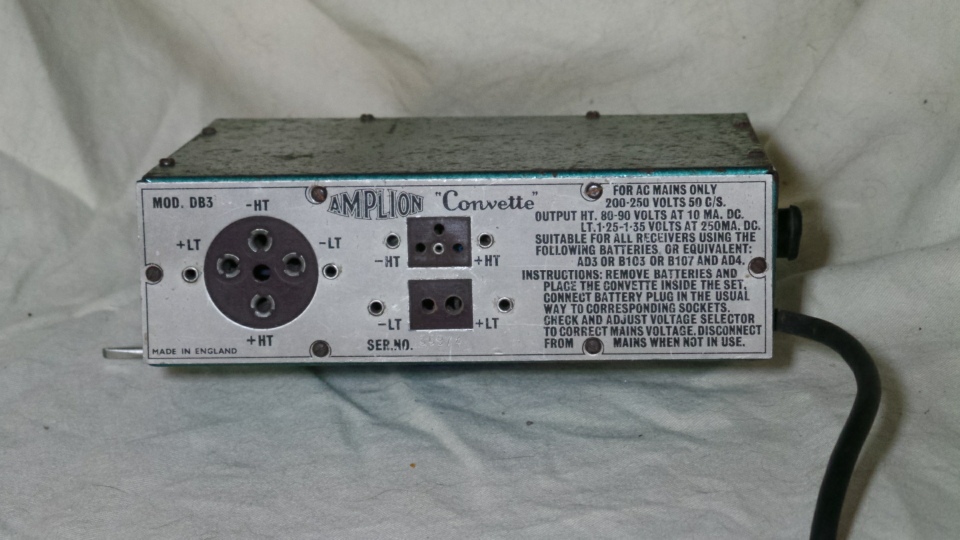 MOD. DB3
-HT
+LT
-LT
+HT
MADE IN ENGLAND
AMPLION "Convette"
-HT
+HT
-LT
+LT
SER.NO.
FOR AC MAINS ONLY
200-250 VOLTS 50 C/S.
OUTPUT HT. 80-90 VOLTS AT 10 MA. DC.
LT.1·25-1·35 VOLTS AT 250MA. DC.
SUITABLE FOR ALL RECEIVERS USING THE
FOLLOWING BATTERIES, OR EQUIVALENT:
AD3 OR B103 OR B107 AND AD4.
INSTRUCTIONS: REMOVE BATTERIES AND
PLACE THE CONVETTE INSIDE THE SET,
CONNECT BATTERY PLUG IN THE USUAL
WAY TO CORRESPONDING SOCKETS.
CHECK AND ADJUST VOLTAGE SELECTOR
TO CORRECT MAINS VOLTAGE. DISCONNECT
FROM MAINS WHEN NOT IN USE.